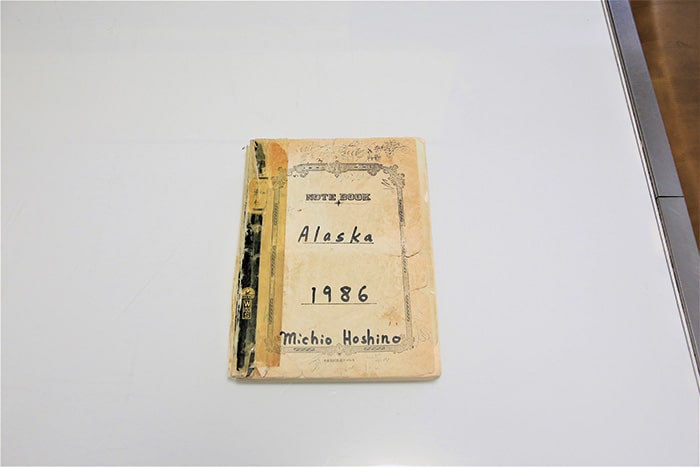 NOTE BOOK
Alaska
1986
Michio Hoshino